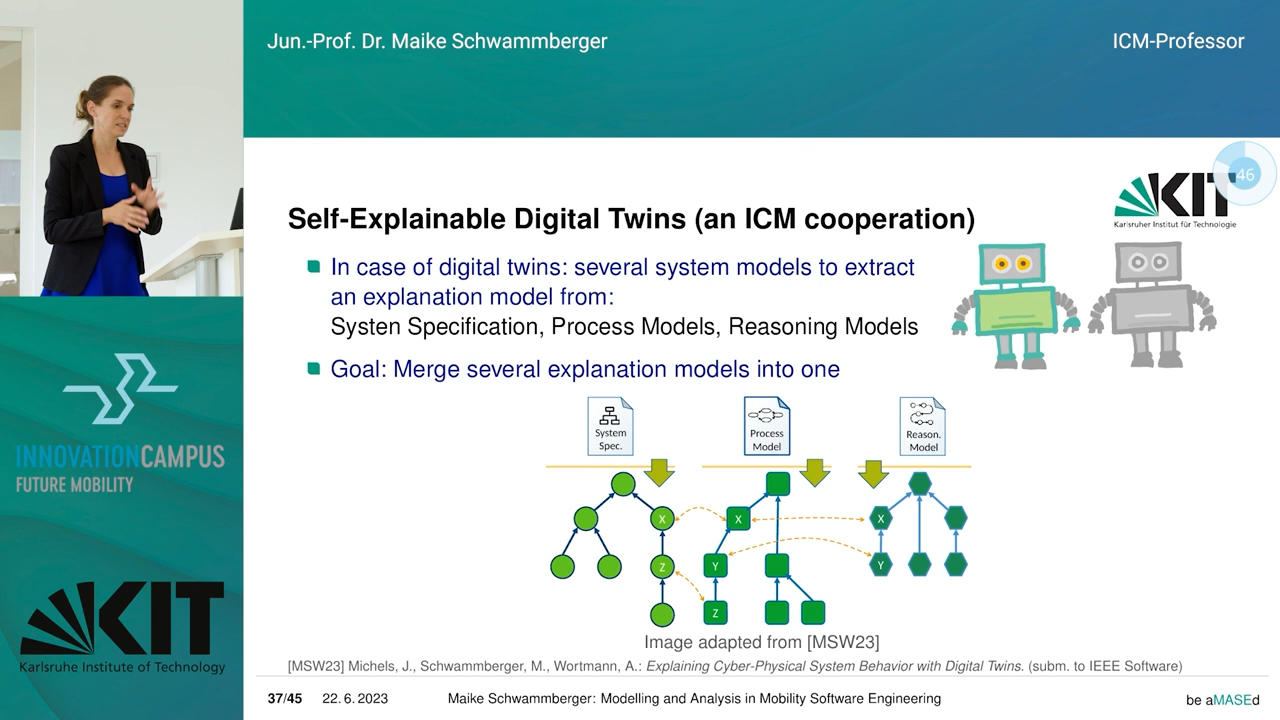 Jun.-Prof. Dr. Maike Schwammberger
ICM-Professor
46
KIT
Karlsruher Institut für Technologie
Self-Explainable Digital Twins (an ICM cooperation)
In case of digital twins: several system models to extract
an explanation model from:
Systen Specification, Process Models, Reasoning Models
Goal: Merge several explanation models into one
System
Spec.
Process
Model
Reason.
Model
X
X
X
Z
Y
Y
Z
Image adapted from [MSW23]
[MSW23] Michels, J., Schwammberger, M., Wortmann, A.: Explaining Cyber-Physical System Behavior with Digital Twins. (subm. to IEEE Software)
37/45
22. 6. 2023
Maike Schwammberger: Modelling and Analysis in Mobility Software Engineering
be aMASEd
INNOVATIONCAMPUS
FUTURE MOBILITY
KIT
Karlsruhe Institute of Technology